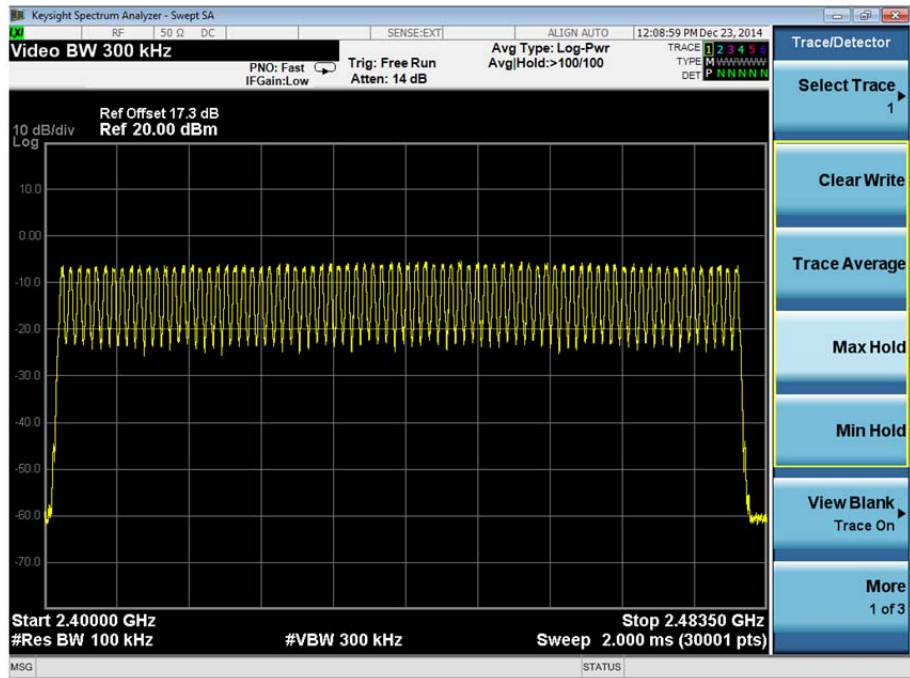 Keysight Spectrum Analyzer - Swept SA
LXI RF 50 Ω DC SENSE:EXT ALIGN AUTO 12:08:59 PM Dec 23, 2014
Video BW 300 kHz
PNO: Fast
IFGain:Low
Trig: Free Run
Atten: 14 dB
Avg Type: Log-Pwr
Avg|Hold:>100/100
TRACE 1 2 3 4 5 6
TYPE M WWWWW
DET P N N N N N
Trace/Detector
Select Trace
1
Clear Write
Trace Average
Max Hold
Min Hold
View Blank
Trace On
More
1 of 3
Ref Offset 17.3 dB
10 dB/div Ref 20.00 dBm
Log
10.0
0.00
-10.0
-20.0
-30.0
-40.0
-50.0
-60.0
-70.0
Start 2.40000 GHz Stop 2.48350 GHz
#Res BW 100 kHz #VBW 300 kHz Sweep 2.000 ms (30001 pts)
MSG STATUS